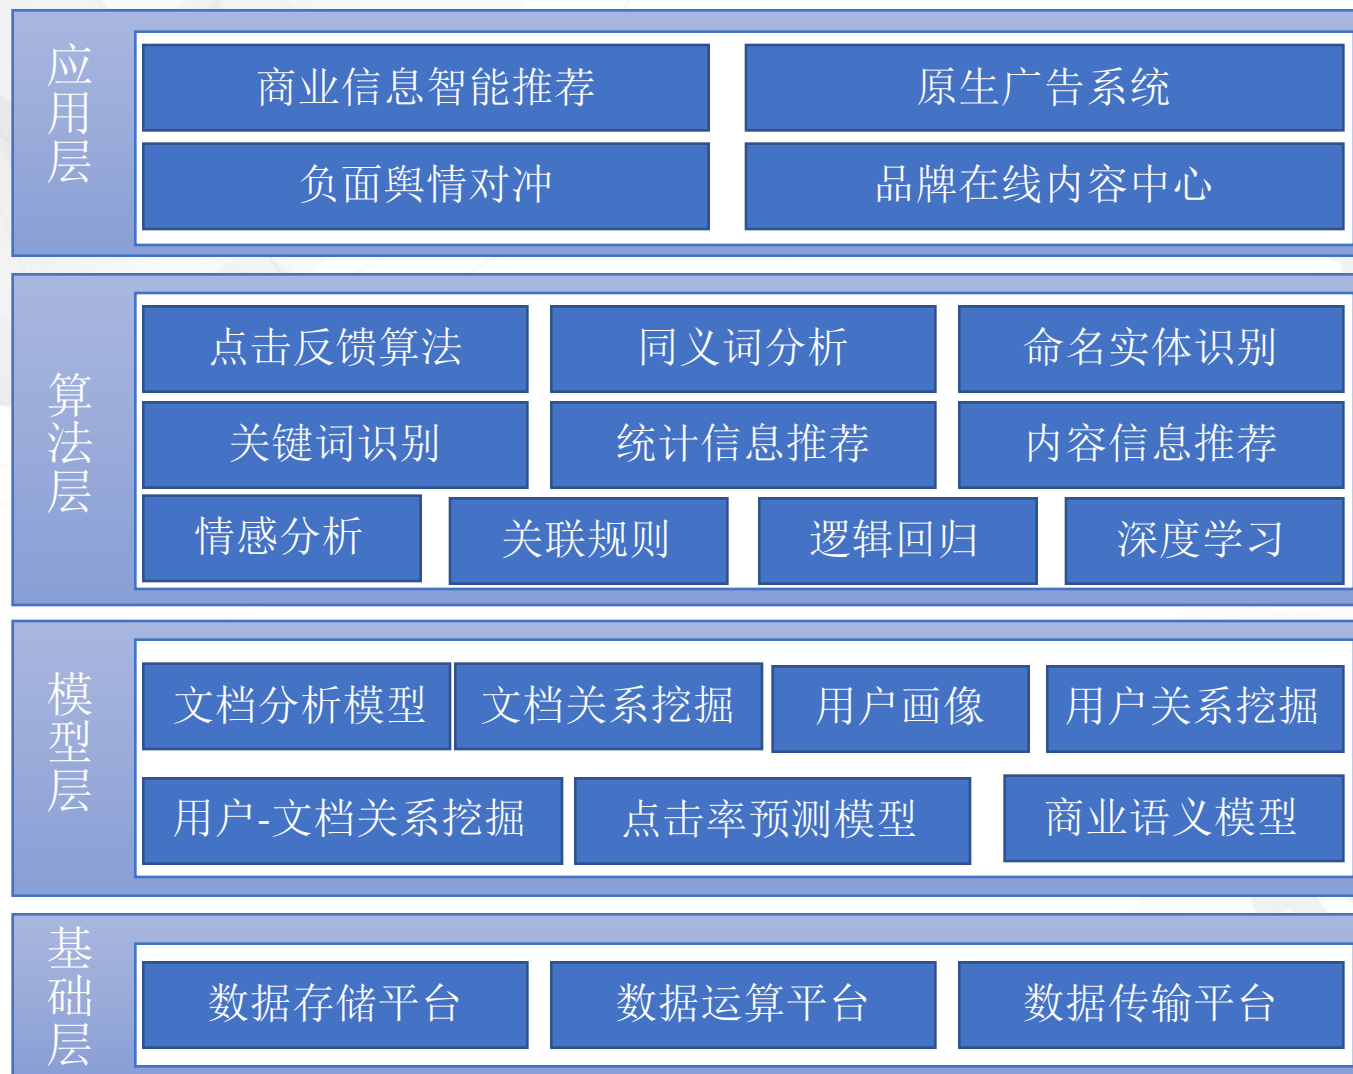 应用层
商业信息智能推荐
原生广告系统
负面舆情对冲
品牌在线内容中心
算法层
点击反馈算法
同义词分析
命名实体识别
关键词识别
统计信息推荐
内容信息推荐
情感分析
关联规则
逻辑回归
深度学习
模型层
文档分析模型
文档关系挖掘
用户画像
用户关系挖掘
用户-文档关系挖掘
点击率预测模型
商业语义模型
基础层
数据存储平台
数据运算平台
数据传输平台